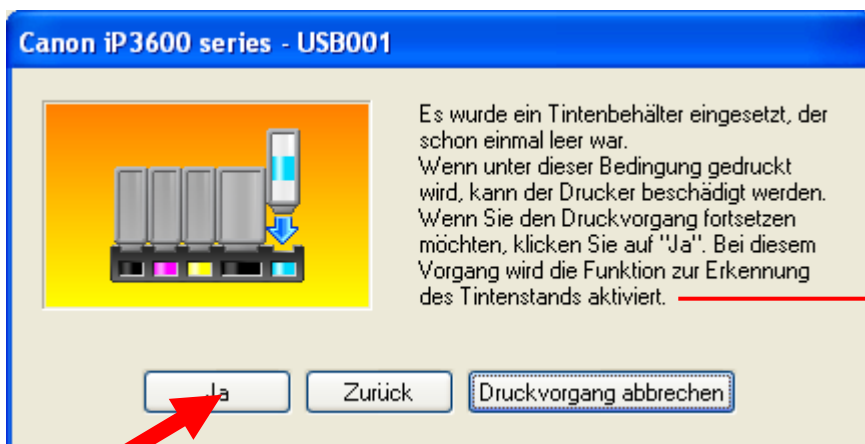 Canon iP3600 series - USB001
Es wurde ein Tintenbehälter eingesetzt, der
schon einmal leer war.
Wenn unter dieser Bedingung gedruckt
wird, kann der Drucker beschädigt werden.
Wenn Sie den Druckvorgang fortsetzen
möchten, klicken Sie auf "Ja". Bei diesem
Vorgang wird die Funktion zur Erkennung
des Tintenstands aktiviert.
Ja
Zurück
Druckvorgang abbrechen